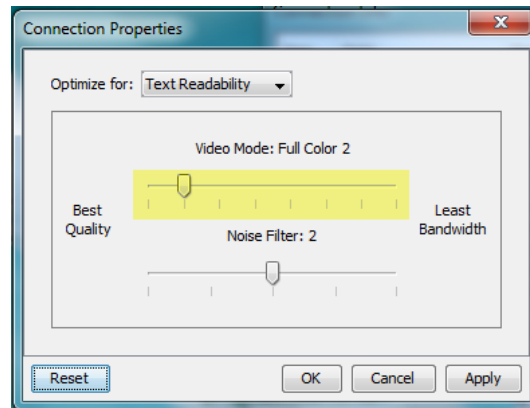 Connection Properties
Optimize for: Text Readability
Video Mode: Full Color 2
Best
Quality
Least
Bandwidth
Noise Filter: 2
Reset OK Cancel Apply